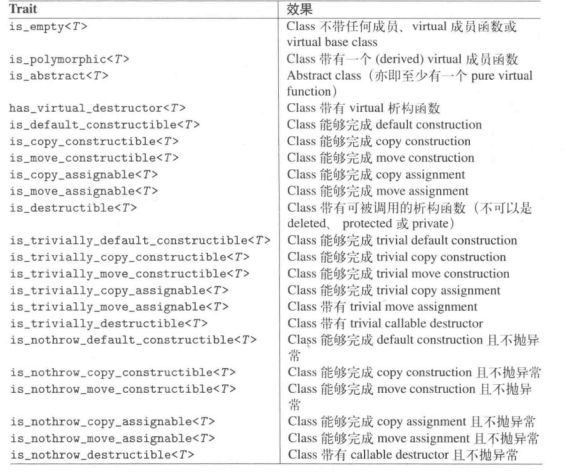 Trait 效果
is_empty<T> Class 不带任何成员、virtual 成员函数或
virtual base class
is_polymorphic<T> Class 带有一个 (derived) virtual 成员函数
is_abstract<T> Abstract class（亦即至少有一个 pure virtual
function）
has_virtual_destructor<T> Class 带有 virtual 析构函数
is_default_constructible<T> Class 能够完成 default construction
is_copy_constructible<T> Class 能够完成 copy construction
is_move_constructible<T> Class 能够完成 move construction
is_copy_assignable<T> Class 能够完成 copy assignment
is_move_assignable<T> Class 能够完成 move assignment
is_destructible<T> Class 带有可被调用的析构函数（不可以是
deleted、 protected 或 private）
is_trivially_default_constructible<T> Class 能够完成 trivial default construction
is_trivially_copy_constructible<T> Class 能够完成 trivial copy construction
is_trivially_move_constructible<T> Class 能够完成 trivial move construction
is_trivially_copy_assignable<T> Class 能够完成 trivial copy assignment
is_trivially_move_assignable<T> Class 带有 trivial move assignment
is_trivially_destructible<T> Class 带有 trivial callable destructor
is_nothrow_default_constructible<T> Class 能够完成 default construction 且不抛异
常
is_nothrow_copy_constructible<T> Class 能够完成 copy construction 且不抛异常
is_nothrow_move_constructible<T> Class 能够完成 move construction 且不抛异
常
is_nothrow_copy_assignable<T> Class 能够完成 copy assignment 且不抛异常
is_nothrow_move_assignable<T> Class 能够完成 move assignment 且不抛异常
is_nothrow_destructible<T> Class 带有 callable destructor 且不抛异常